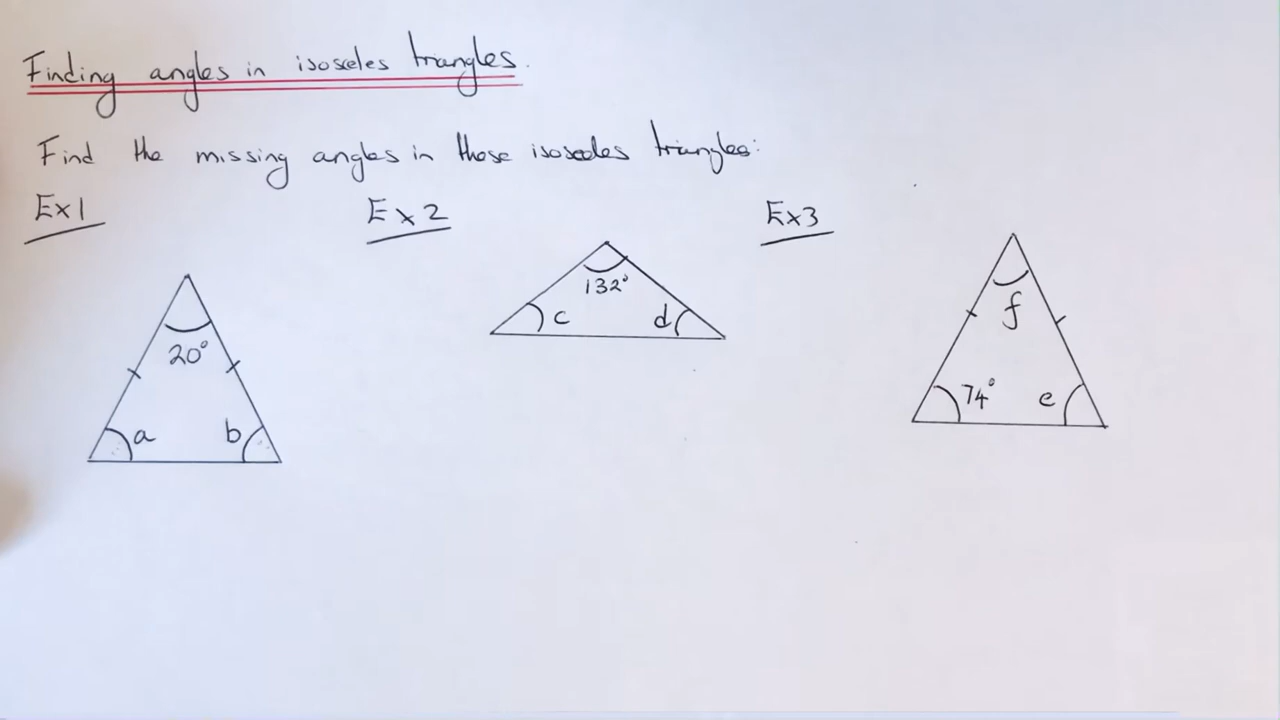 Finding angles in isosceles triangles.
Find the missing angles in these isosceles triangles:
Ex1 Ex2 Ex3
132°
f
c d
20°
74° e
a b